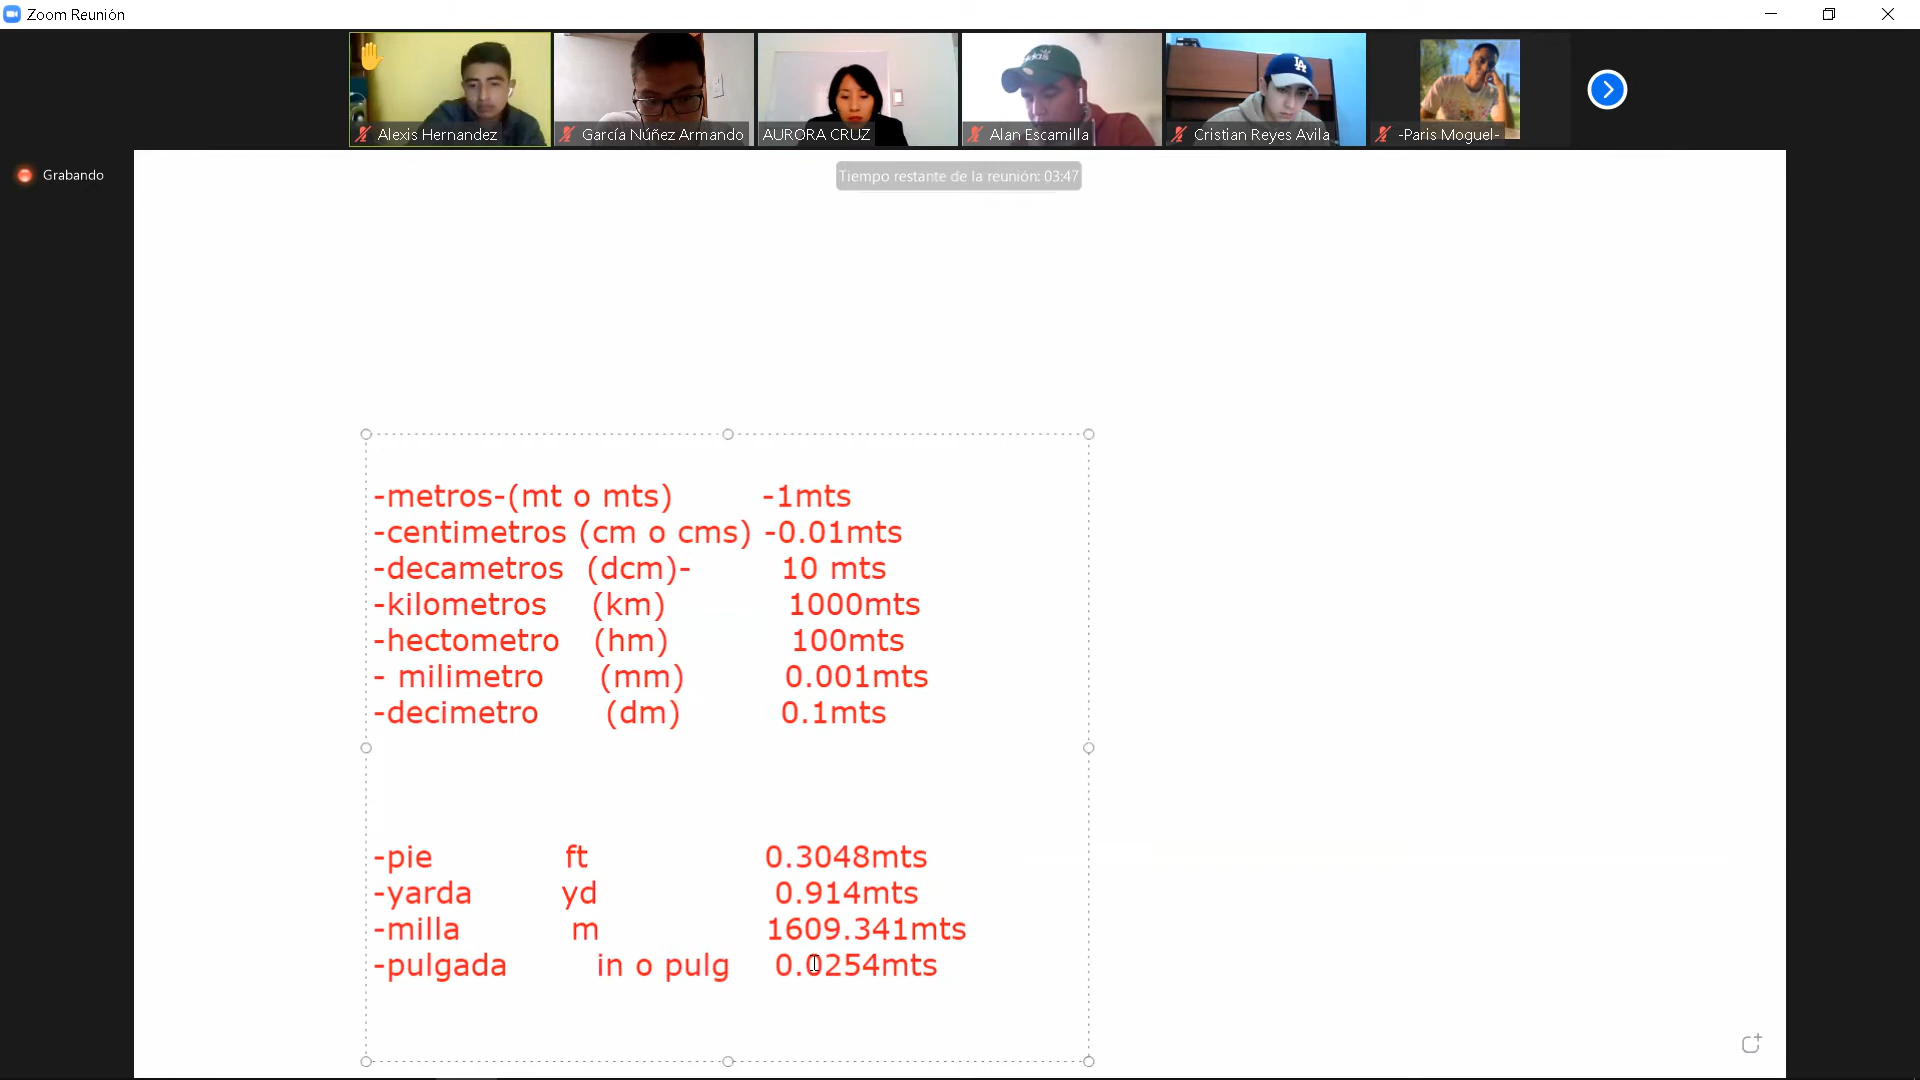 Zoom Reunión
Alexis Hernandez
García Núñez Armando
AURORA CRUZ
Alan Escamilla
Cristian Reyes Avila
-Paris Moguel-
adidas
LA
Grabando
Tiempo restante de la reunión: 03:47
-metros-(mt o mts) -1mts
-centimetros (cm o cms) -0.01mts
-decametros (dcm)- 10 mts
-kilometros (km) 1000mts
-hectometro (hm) 100mts
- milimetro (mm) 0.001mts
-decimetro (dm) 0.1mts
-pie ft 0.3048mts
-yarda yd 0.914mts
-milla m 1609.341mts
-pulgada in o pulg 0.0254mts